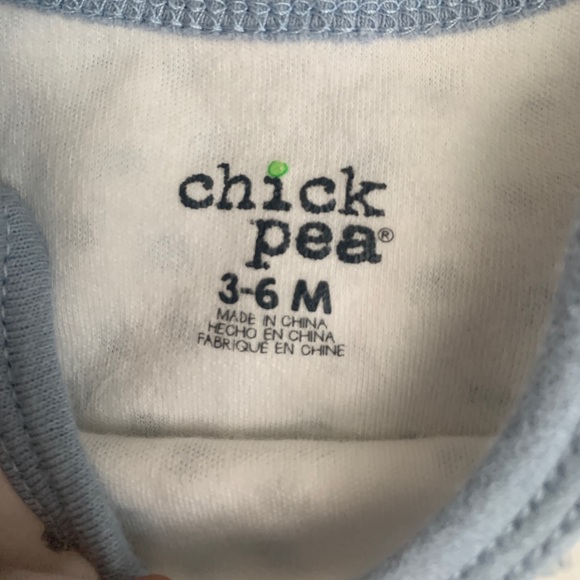 chick
pea®
3-6 M
MADE IN CHINA
HECHO EN CHINA
FABRIQUE EN CHINE